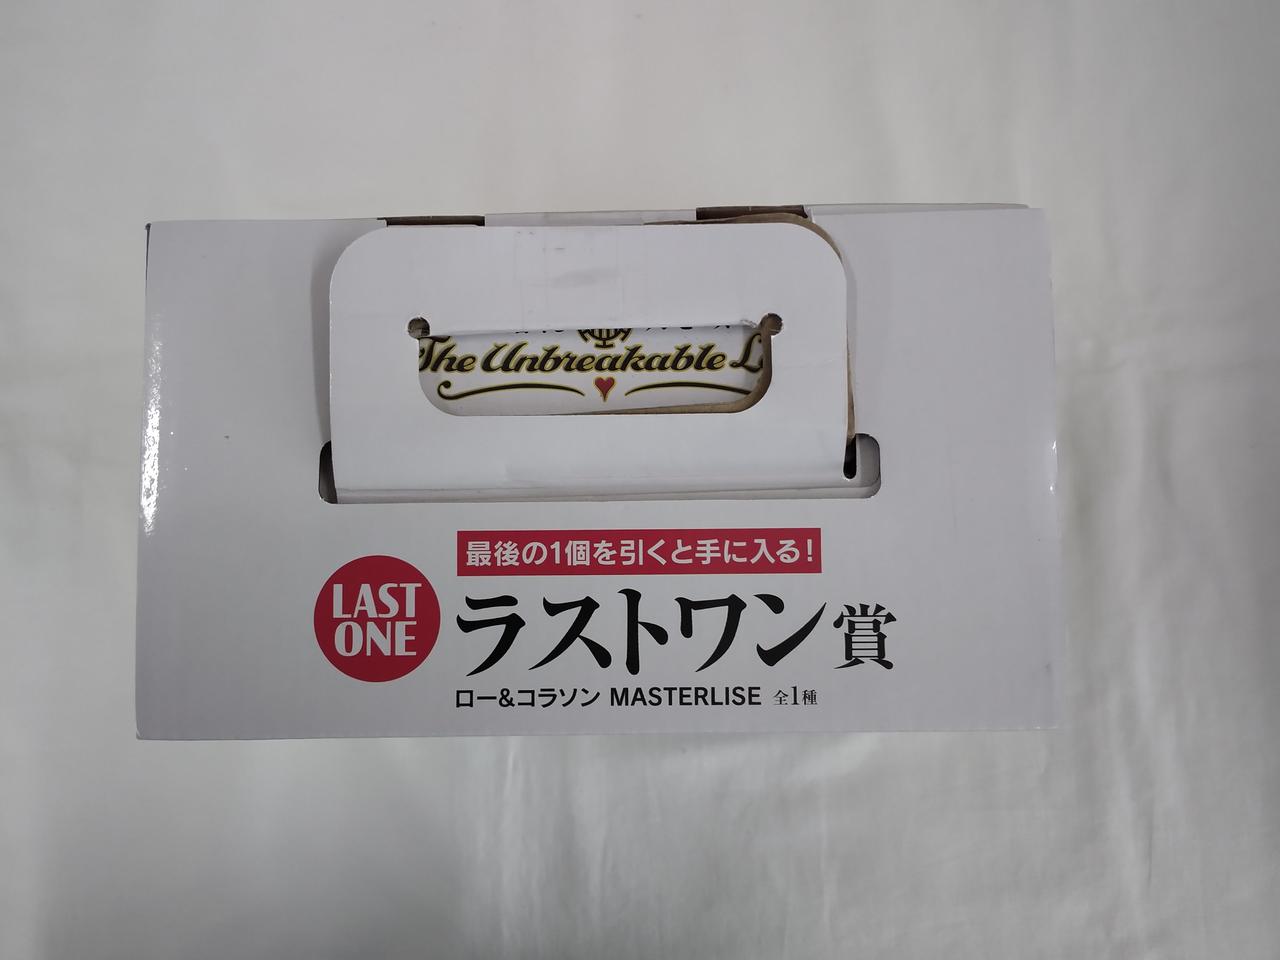 The Unbreakable
最後の1個を引くと手に入る!
LAST
ONE
ラストワン賞
ロー&コラソン MASTERLISE 全1種